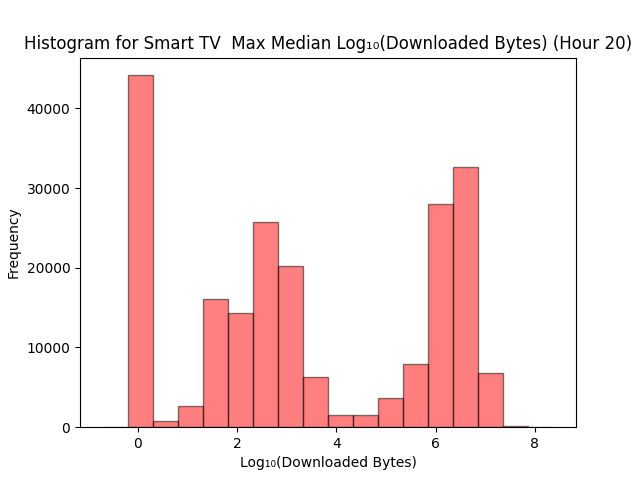 Histogram for Smart TV  Max Median Log₁₀(Downloaded Bytes) (Hour 20)
Frequency
40000
30000
20000
10000
0
0 2 4 6 8
Log₁₀(Downloaded Bytes)